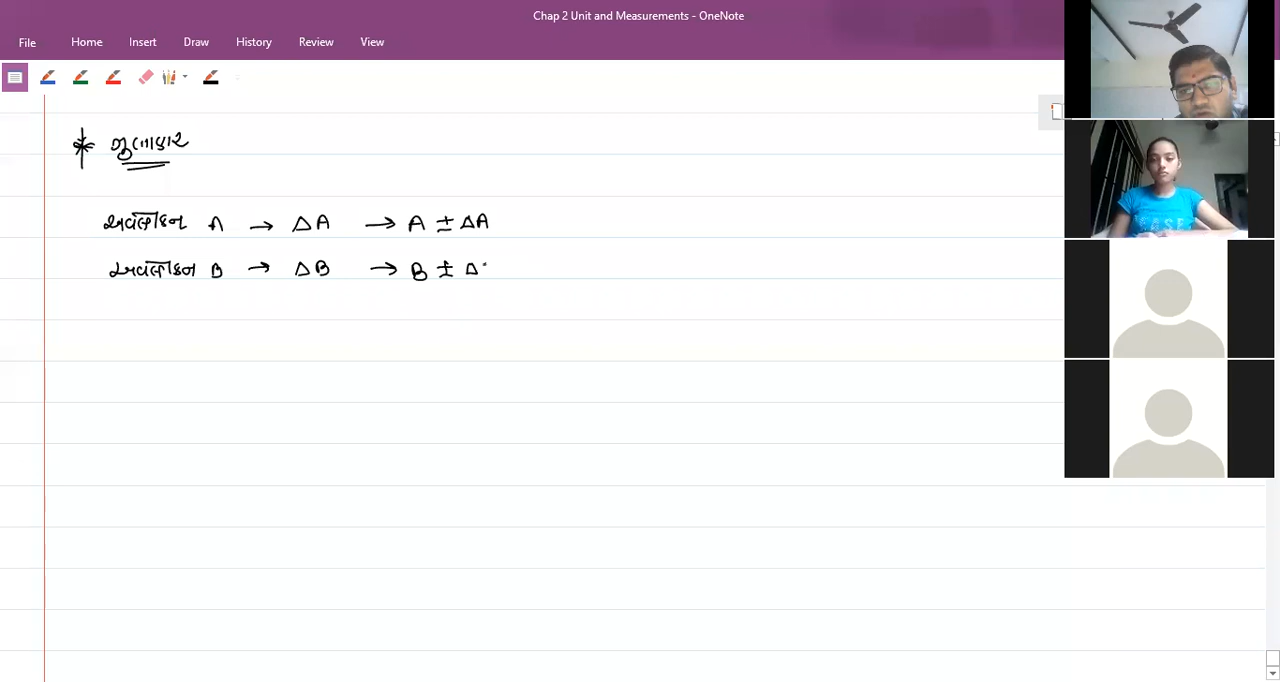 Chap 2 Unit and Measurements - OneNote
File Home Insert Draw History Review View
* ગુણાકાર
અવલોકન A → ΔA → A ± ΔA
અવલોકન B → ΔB → B ± Δ